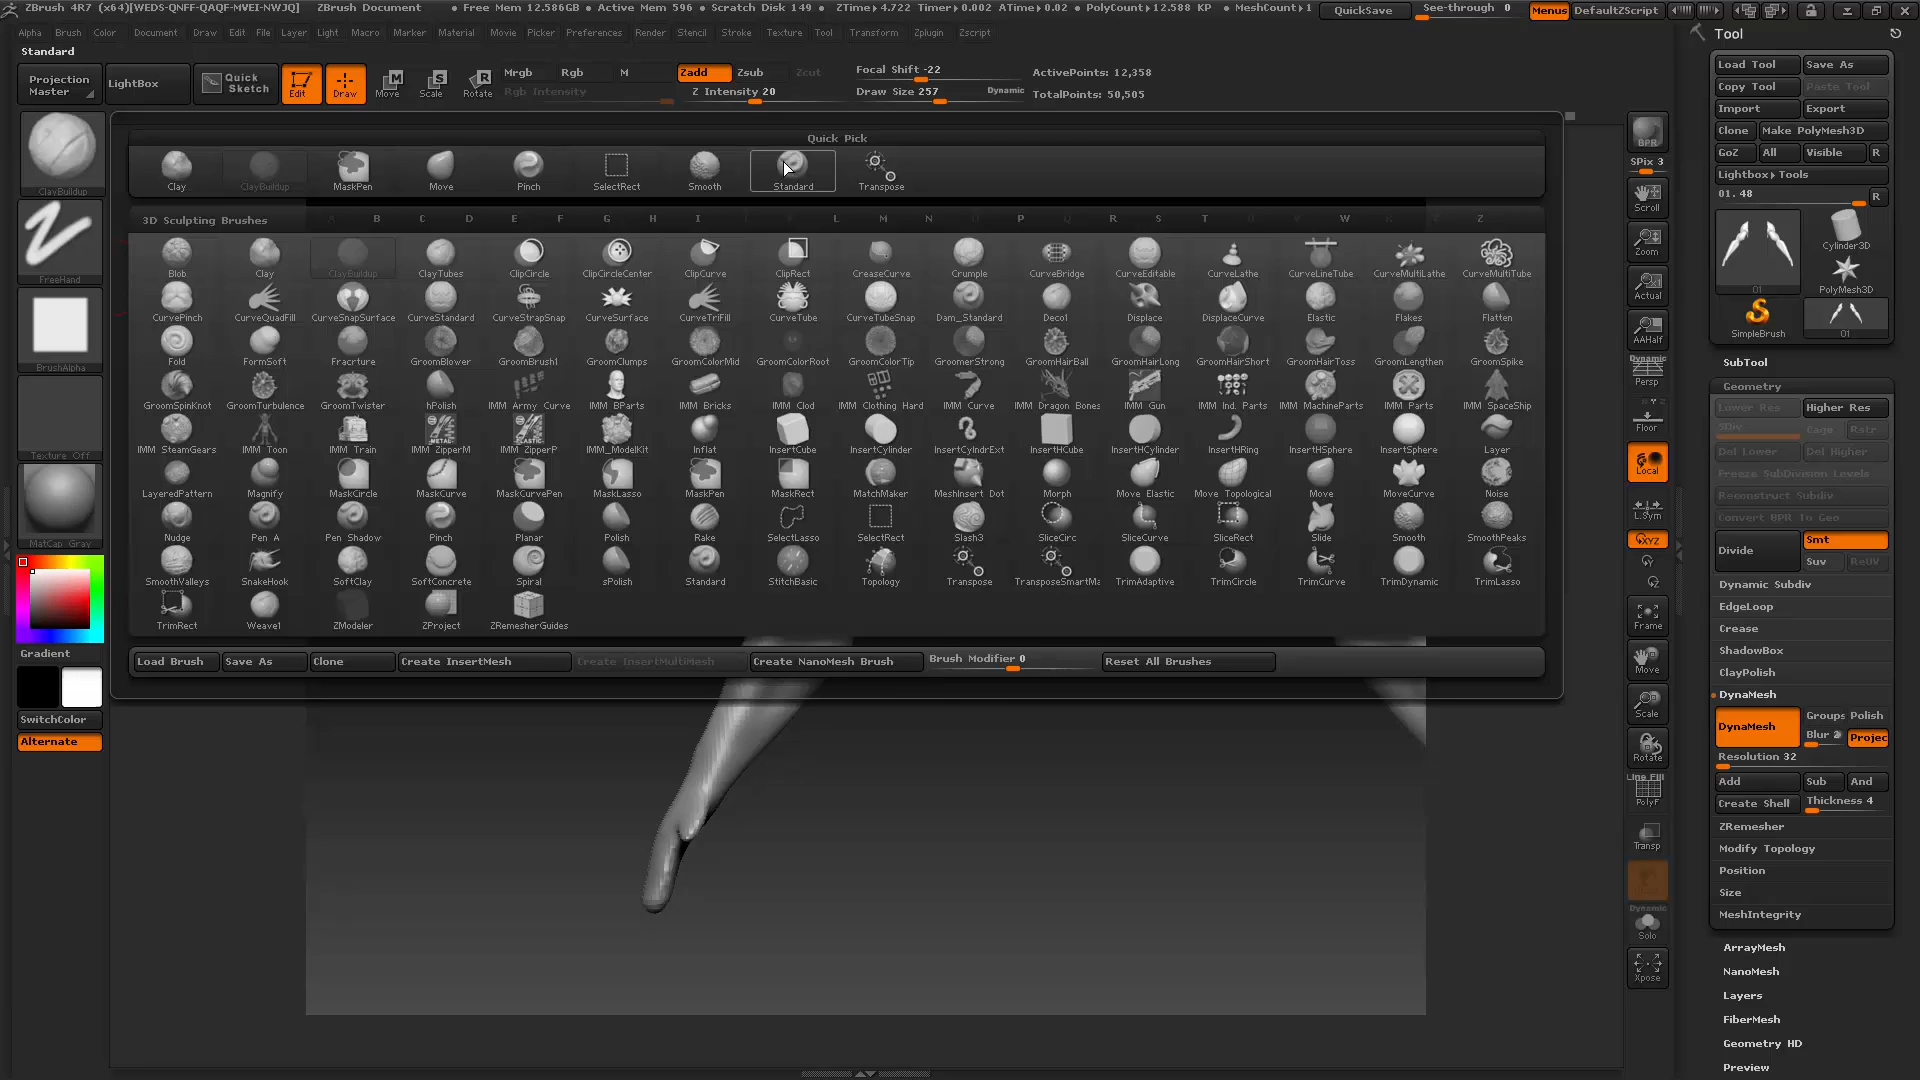 ZBrush 4R7 (x64)[WEDS-QNFF-QAQF-MVEI-NWJQ] ZBrush Document • Free Mem 12.586GB • Active Mem 596 • Scratch Disk 149 • ZTime▸4.722 Timer▸0.002 ATime▸0.02 • PolyCount▸12.588 KP • MeshCount▸1 QuickSave See-through 0 Menus DefaultZScript
Alpha Brush Color Document Draw Edit File Layer Light Macro Marker Material Movie Picker Preferences Render Stencil Stroke Texture Tool Transform Zplugin Zscript
Standard
Projection Master LightBox Quick Sketch Edit Draw Move Scale Rotate
Mrgb Rgb M Zadd Zsub Zcut Focal Shift -22 ActivePoints: 12,358
Rgb Intensity Z Intensity 20 Draw Size 257 Dynamic TotalPoints: 50,505
Quick Pick
Clay ClayBuildup MaskPen Move Pinch SelectRect Smooth Standard Transpose
3D Sculpting Brushes A B C D E F G H I L M N O P R S T W Z
Blob Clay ClayBuildup ClayTubes ClipCircle ClipCircleCenter ClipCurve ClipRect CreaseCurve Crumple CurveBridge CurveEditable CurveLathe CurveLineTube CurveMultiLathe CurveMultiTube
CurvePinch CurveQuadFill CurveSnapSurface CurveStandard CurveStrapSnap CurveSurface CurveTriFill CurveTube CurveTubeSnap Dam_Standard Deco1 Displace DisplaceCurve Elastic Flakes Flatten
Fold FormSoft Fracrture GroomBlower GroomBrush1 GroomClumps GroomColorMid GroomColorRoot GroomColorTip GroomerStrong GroomHairBall GroomHairLong GroomHairShort GroomHairToss GroomLengthen GroomSpike
GroomSpinKnot GroomTurbulence GroomTwister hPolish IMM Army Curve IMM BParts IMM Bricks IMM Clod IMM Clothing Hard IMM Curve IMM Dragon Bones IMM Gun IMM Ind. Parts IMM MachineParts IMM Parts IMM SpaceShip
IMM SteamGears IMM Toon IMM Train IMM ZipperM IMM ZipperP IMM_ModelKit Inflat InsertCube InsertCylinder InsertCylndrExt InsertHCube InsertHCylinder InsertHRing InsertHSphere InsertSphere Layer
LayeredPattern Magnify MaskCircle MaskCurve MaskCurvePen MaskLasso MaskPen MaskRect MatchMaker MeshInsert Dot Morph Move Elastic Move Topological Move MoveCurve Noise
Nudge Pen A Pen Shadow Pinch Planar Polish Rake SelectLasso SelectRect Slash3 SliceCirc SliceCurve SliceRect Slide Smooth SmoothPeaks
SmoothValleys SnakeHook SoftClay SoftConcrete Spiral sPolish Standard StitchBasic Topology Transpose TransposeSmartMa TrimAdaptive TrimCircle TrimCurve TrimDynamic TrimLasso
TrimRect Weave1 ZModeler ZProject ZRemesherGuides
Load Brush Save As Clone Create InsertMesh Create InsertMultiMesh Create NanoMesh Brush Brush Modifier 0 Reset All Brushes
ClayBuildup
FreeHand
BrushAlpha
Texture Off
MatCap Gray
Gradient
SwitchColor
Alternate
BPR
SPix 3
Scroll
Zoom
Actual
AAHalf
Dynamic
Persp
Floor
Local
L.Sym
XYZ
Frame
Move
Scale
Rotate
Line Fill
PolyF
Transp
Dynamic
Solo
Xpose
Tool
Load Tool Save As
Copy Tool Paste Tool
Import Export
Clone Make PolyMesh3D
GoZ All Visible R
Lightbox▸Tools
01. 48 R
01 Cylinder3D PolyMesh3D
SimpleBrush 01
SubTool
Geometry
Lower Res Higher Res
SDiv Cage Rstr
Del Lower Del Higher
Freeze SubDivision Levels
Reconstruct Subdiv
Convert BPR To Geo
Divide Smt
Suv ReUV
Dynamic Subdiv
EdgeLoop
Crease
ShadowBox
ClayPolish
DynaMesh
DynaMesh Groups Polish
Blur 2 Projec
Resolution 32
Add Sub And
Create Shell Thickness 4
ZRemesher
Modify Topology
Position
Size
MeshIntegrity
ArrayMesh
NanoMesh
Layers
FiberMesh
Geometry HD
Preview